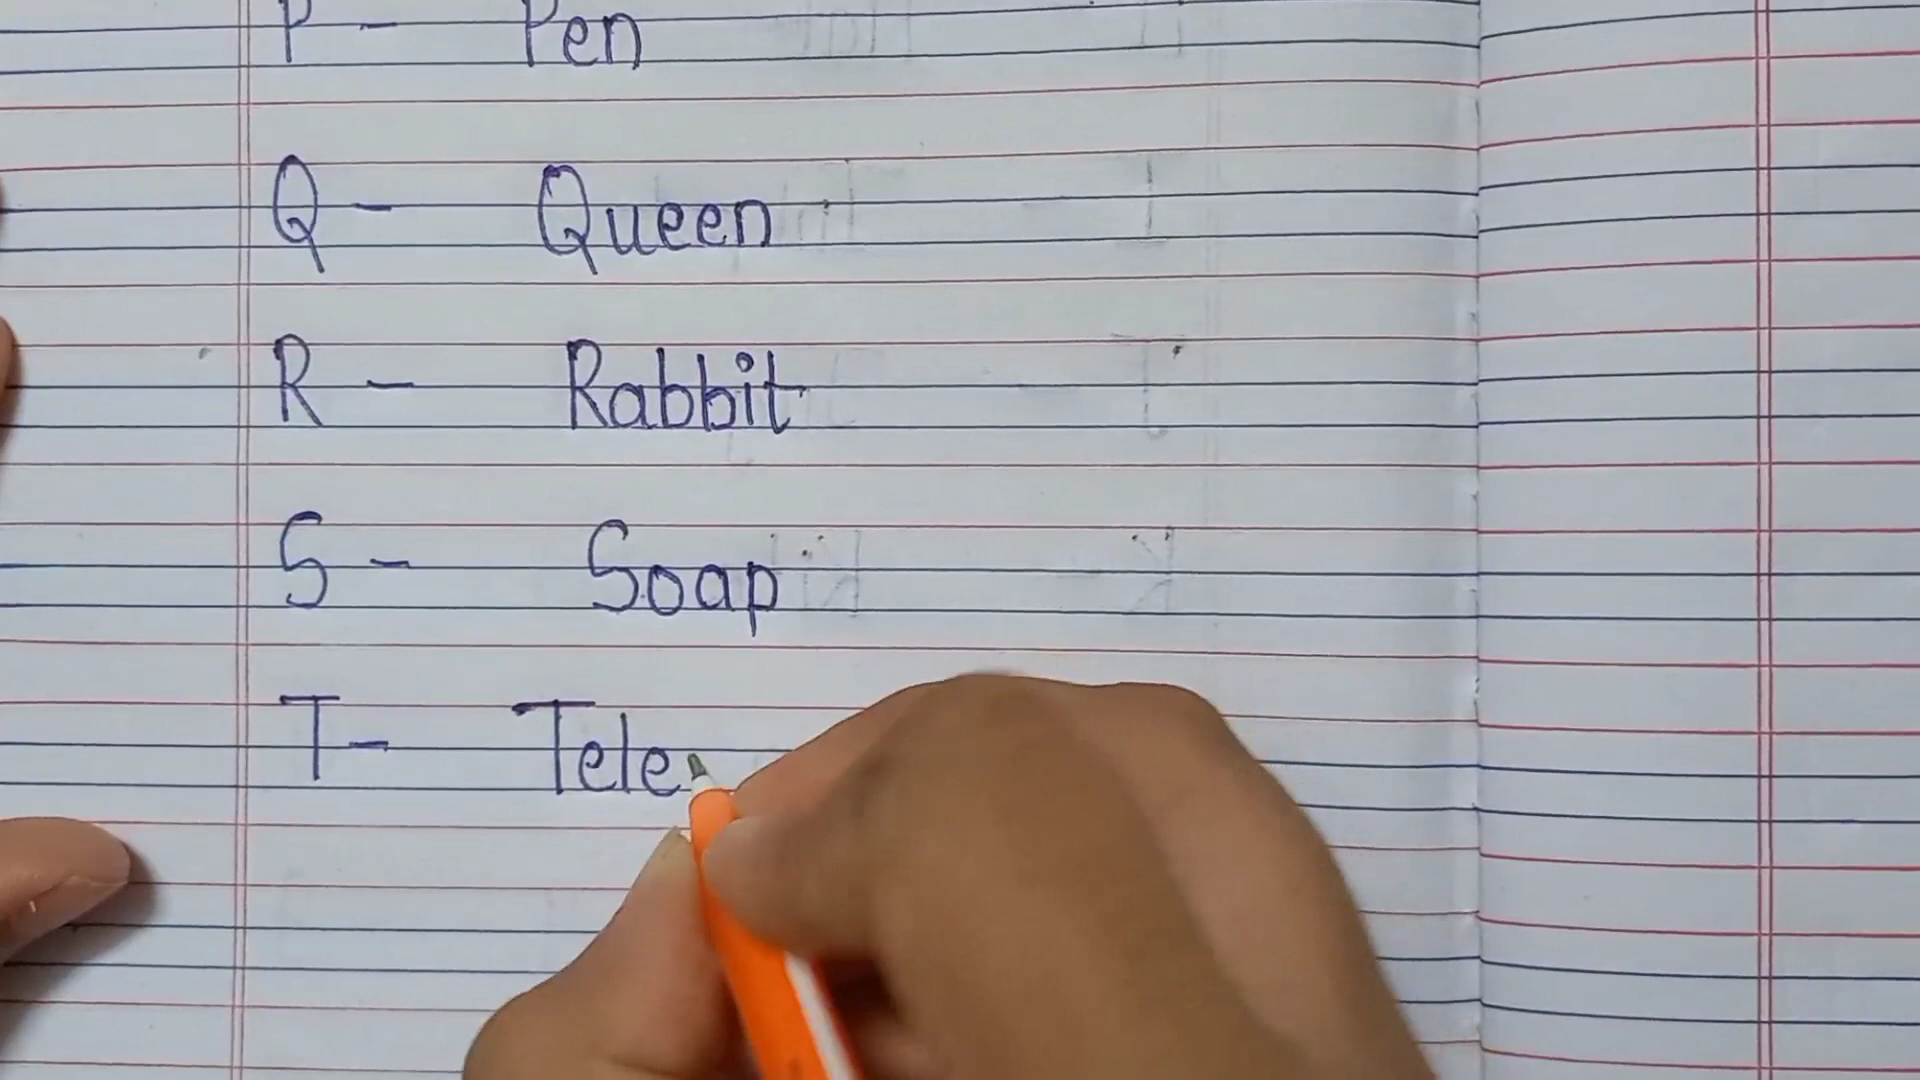 P - Pen
Q - Queen
R - Rabbit
S - Soap
T - Tele